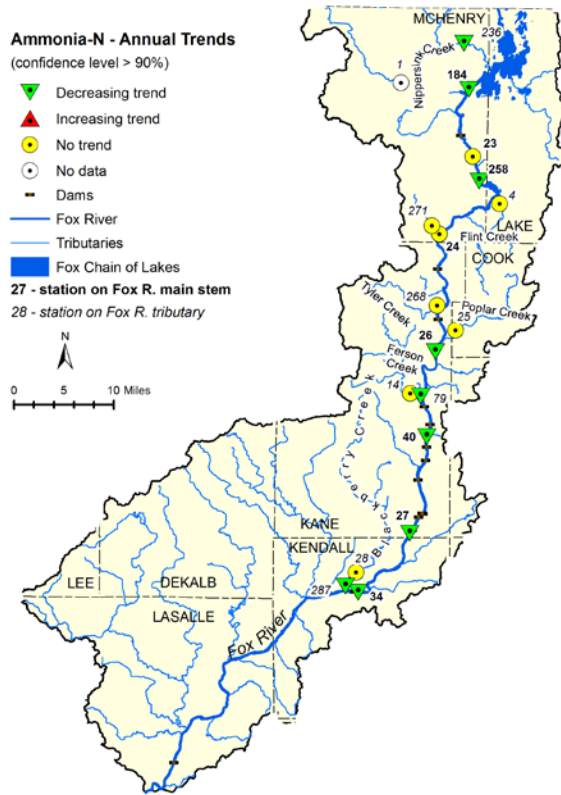 Ammonia-N - Annual Trends
(confidence level > 90%)
Decreasing trend
Increasing trend
No trend
No data
Dams
Fox River
Tributaries
Fox Chain of Lakes
27 - station on Fox R. main stem
28 - station on Fox R. tributary
N
0 5 10 Miles
MCHENRY
236
Nippersink Creek
1
184
23
258
4
271
LAKE
24
Flint Creek
COOK
268
Tyler Creek
Poplar Creek
25
26
Ferson Creek
14
79
40
Blackberry Creek
27
KANE
KENDALL
28
LEE
DEKALB
287
34
LASALLE
Fox River